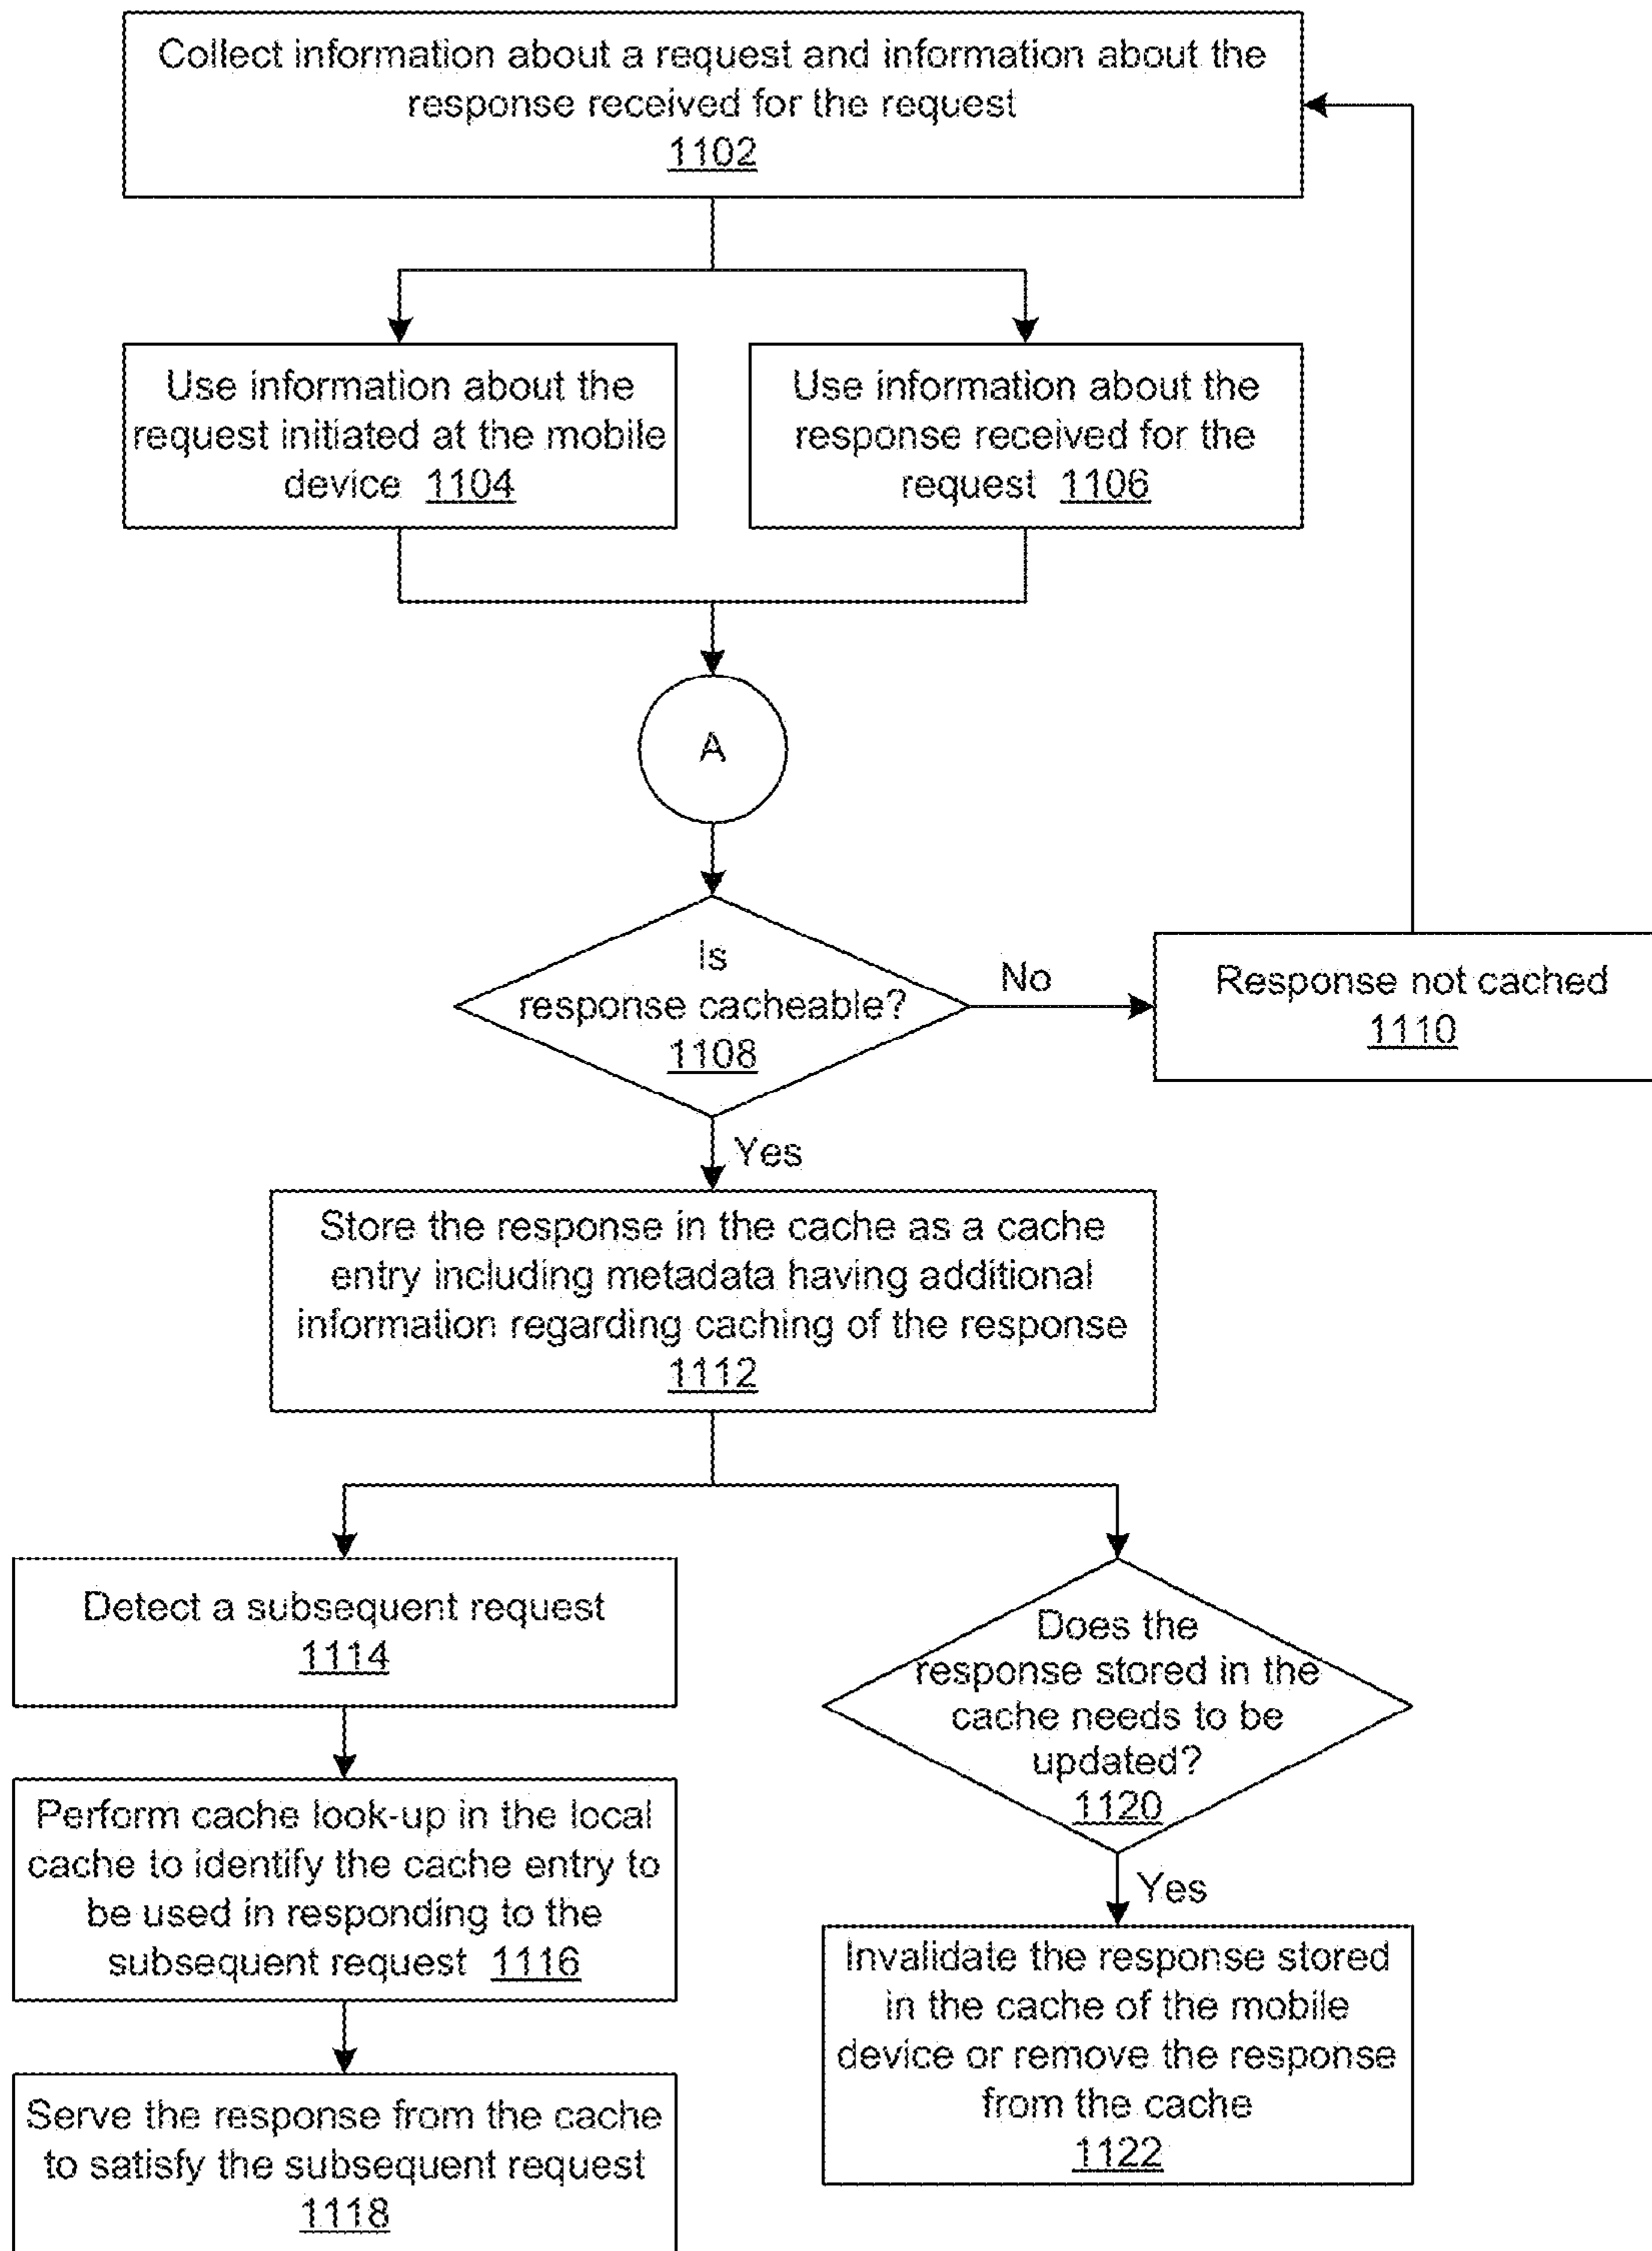 Collect information about a request and information about the
response received for the request
1102
Use information about the
request initiated at the mobile
device 1104
Use information about the
response received for the
request 1106
A
Is
response cacheable?
1108
No
Response not cached
1110
Yes
Store the response in the cache as a cache
entry including metadata having additional
information regarding caching of the response
1112
Detect a subsequent request
1114
Perform cache look-up in the local
cache to identify the cache entry to
be used in responding to the
subsequent request 1116
Serve the response from the cache
to satisfy the subsequent request
1118
Does the
response stored in the
cache needs to be
updated?
1120
Yes
Invalidate the response stored
in the cache of the mobile
device or remove the response
from the cache
1122